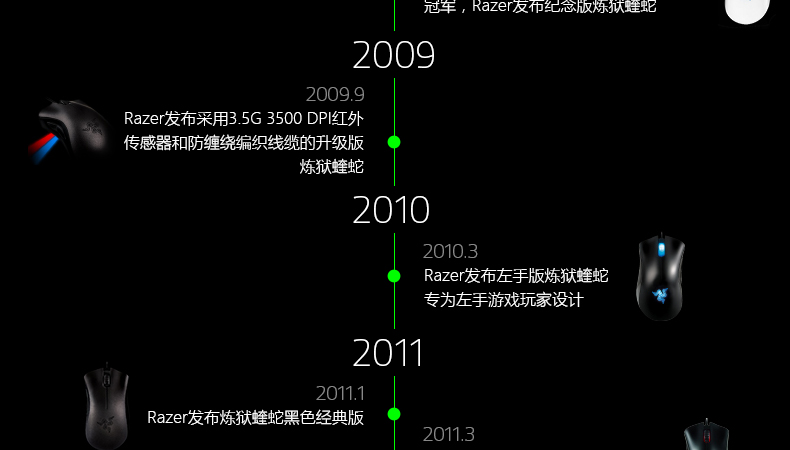 冠军，Razer发布纪念版炼狱蝰蛇
2009
2009.9
Razer发布采用3.5G 3500 DPI红外
传感器和防缠绕编织线缆的升级版
炼狱蝰蛇
2010
2010.3
Razer发布左手版炼狱蝰蛇
专为左手游戏玩家设计
2011
2011.1
Razer发布炼狱蝰蛇黑色经典版
2011.3